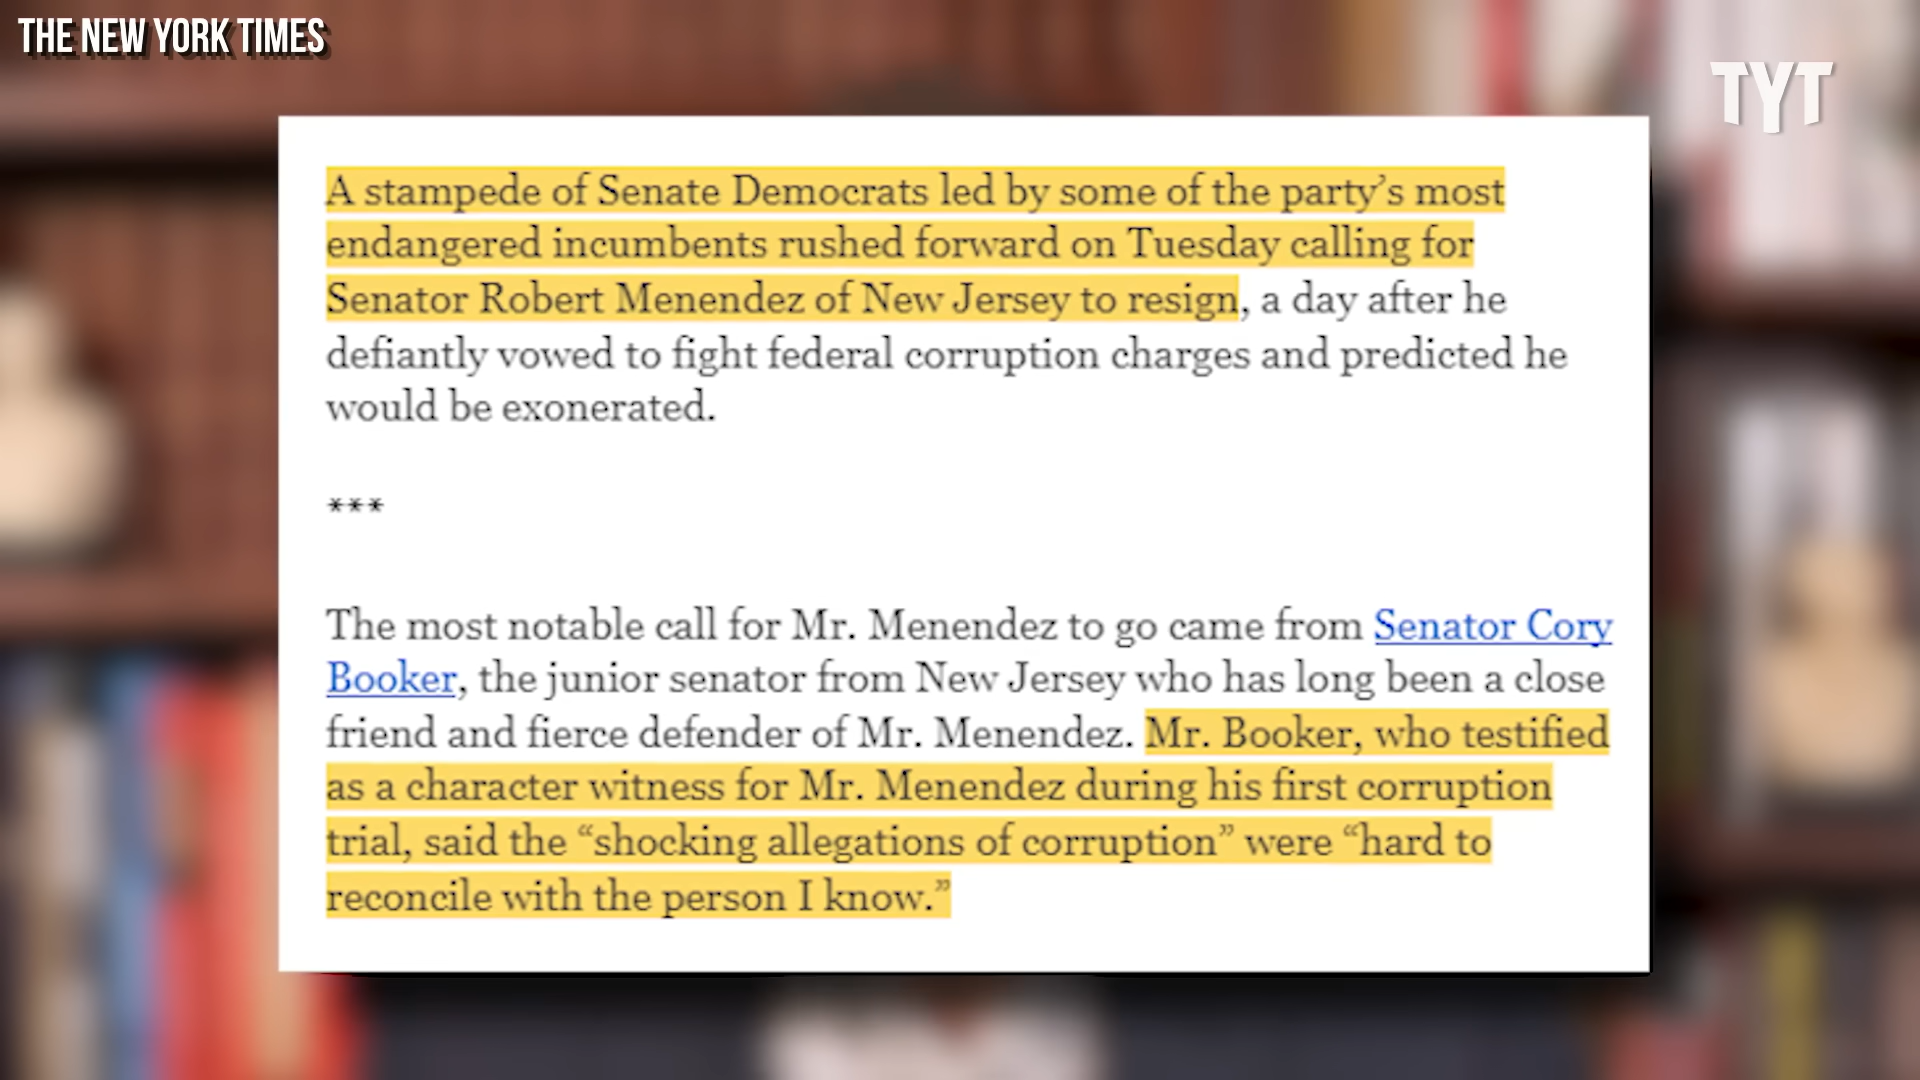 THE NEW YORK TIMES
TYT
A stampede of Senate Democrats led by some of the party’s most
endangered incumbents rushed forward on Tuesday calling for
Senator Robert Menendez of New Jersey to resign, a day after he
defiantly vowed to fight federal corruption charges and predicted he
would be exonerated.
***
The most notable call for Mr. Menendez to go came from Senator Cory
Booker, the junior senator from New Jersey who has long been a close
friend and fierce defender of Mr. Menendez. Mr. Booker, who testified
as a character witness for Mr. Menendez during his first corruption
trial, said the “shocking allegations of corruption” were “hard to
reconcile with the person I know.”